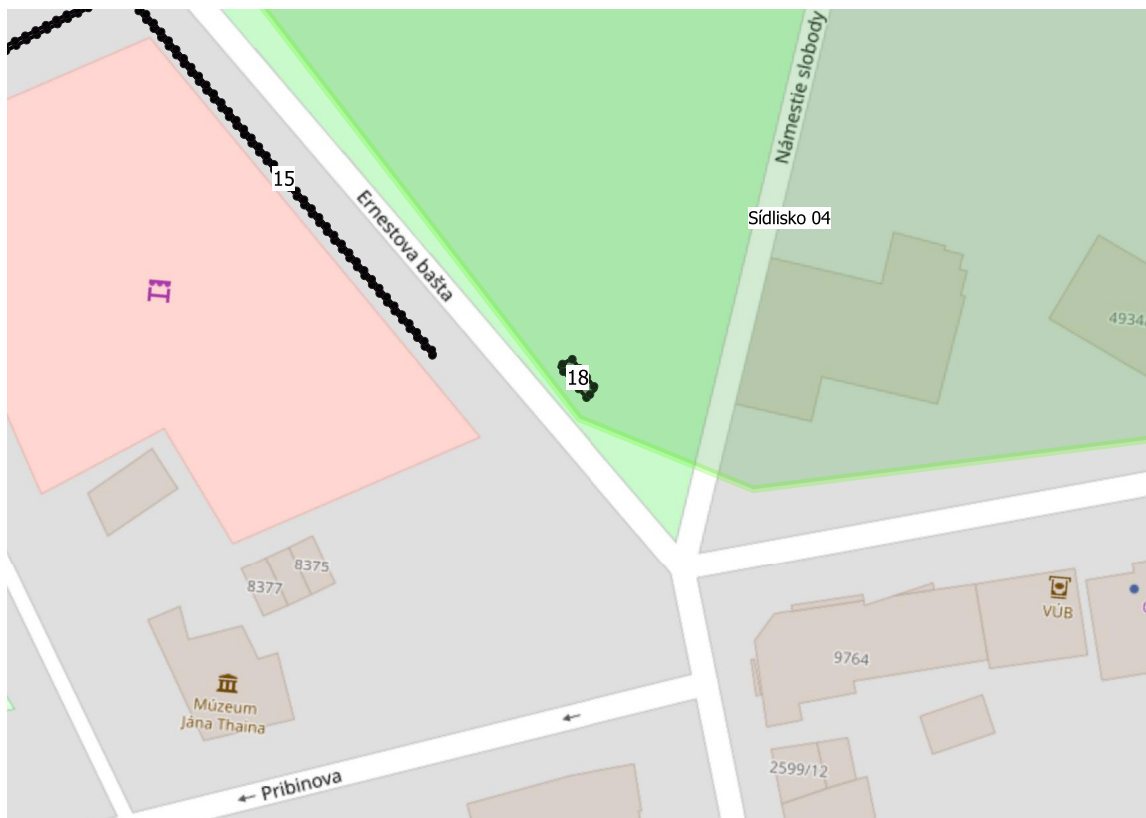 Námestie slobody
15
Sídlisko 04
Ernestova bašta
4934
18
8375
8377
VÚB
9764
Múzeum
Jána Thaina
2599/12
← Pribinova
←